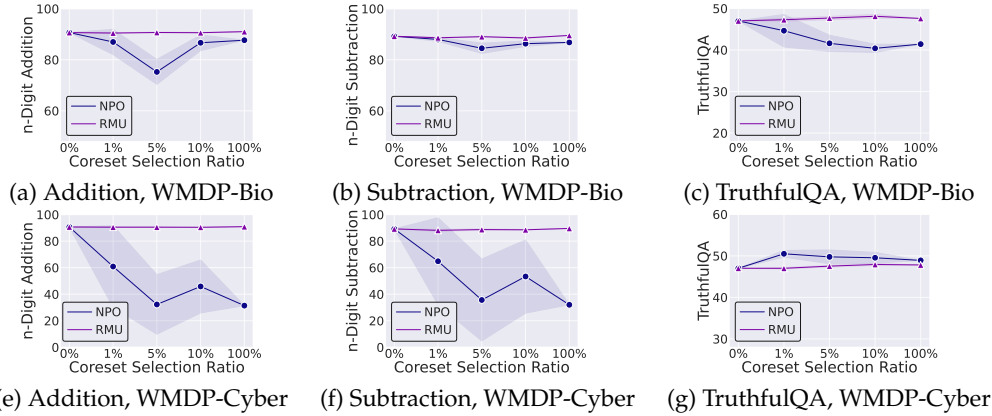 100
80
60
n-Digit Addition
NPO
RMU
0% 1% 5% 10% 100%
Coreset Selection Ratio
(a) Addition, WMDP-Bio
100
80
60
n-Digit Subtraction
NPO
RMU
0% 1% 5% 10% 100%
Coreset Selection Ratio
(b) Subtraction, WMDP-Bio
50
40
30
20
TruthfulQA
NPO
RMU
0% 1% 5% 10% 100%
Coreset Selection Ratio
(c) TruthfulQA, WMDP-Bio
100
80
60
40
20
0
n-Digit Addition
NPO
RMU
0% 1% 5% 10% 100%
Coreset Selection Ratio
e) Addition, WMDP-Cyber
100
80
60
40
20
0
n-Digit Subtraction
NPO
RMU
0% 1% 5% 10% 100%
Coreset Selection Ratio
(f) Subtraction, WMDP-Cyber
60
50
40
30
TruthfulQA
NPO
RMU
0% 1% 5% 10% 100%
Coreset Selection Ratio
(g) TruthfulQA, WMDP-Cyber